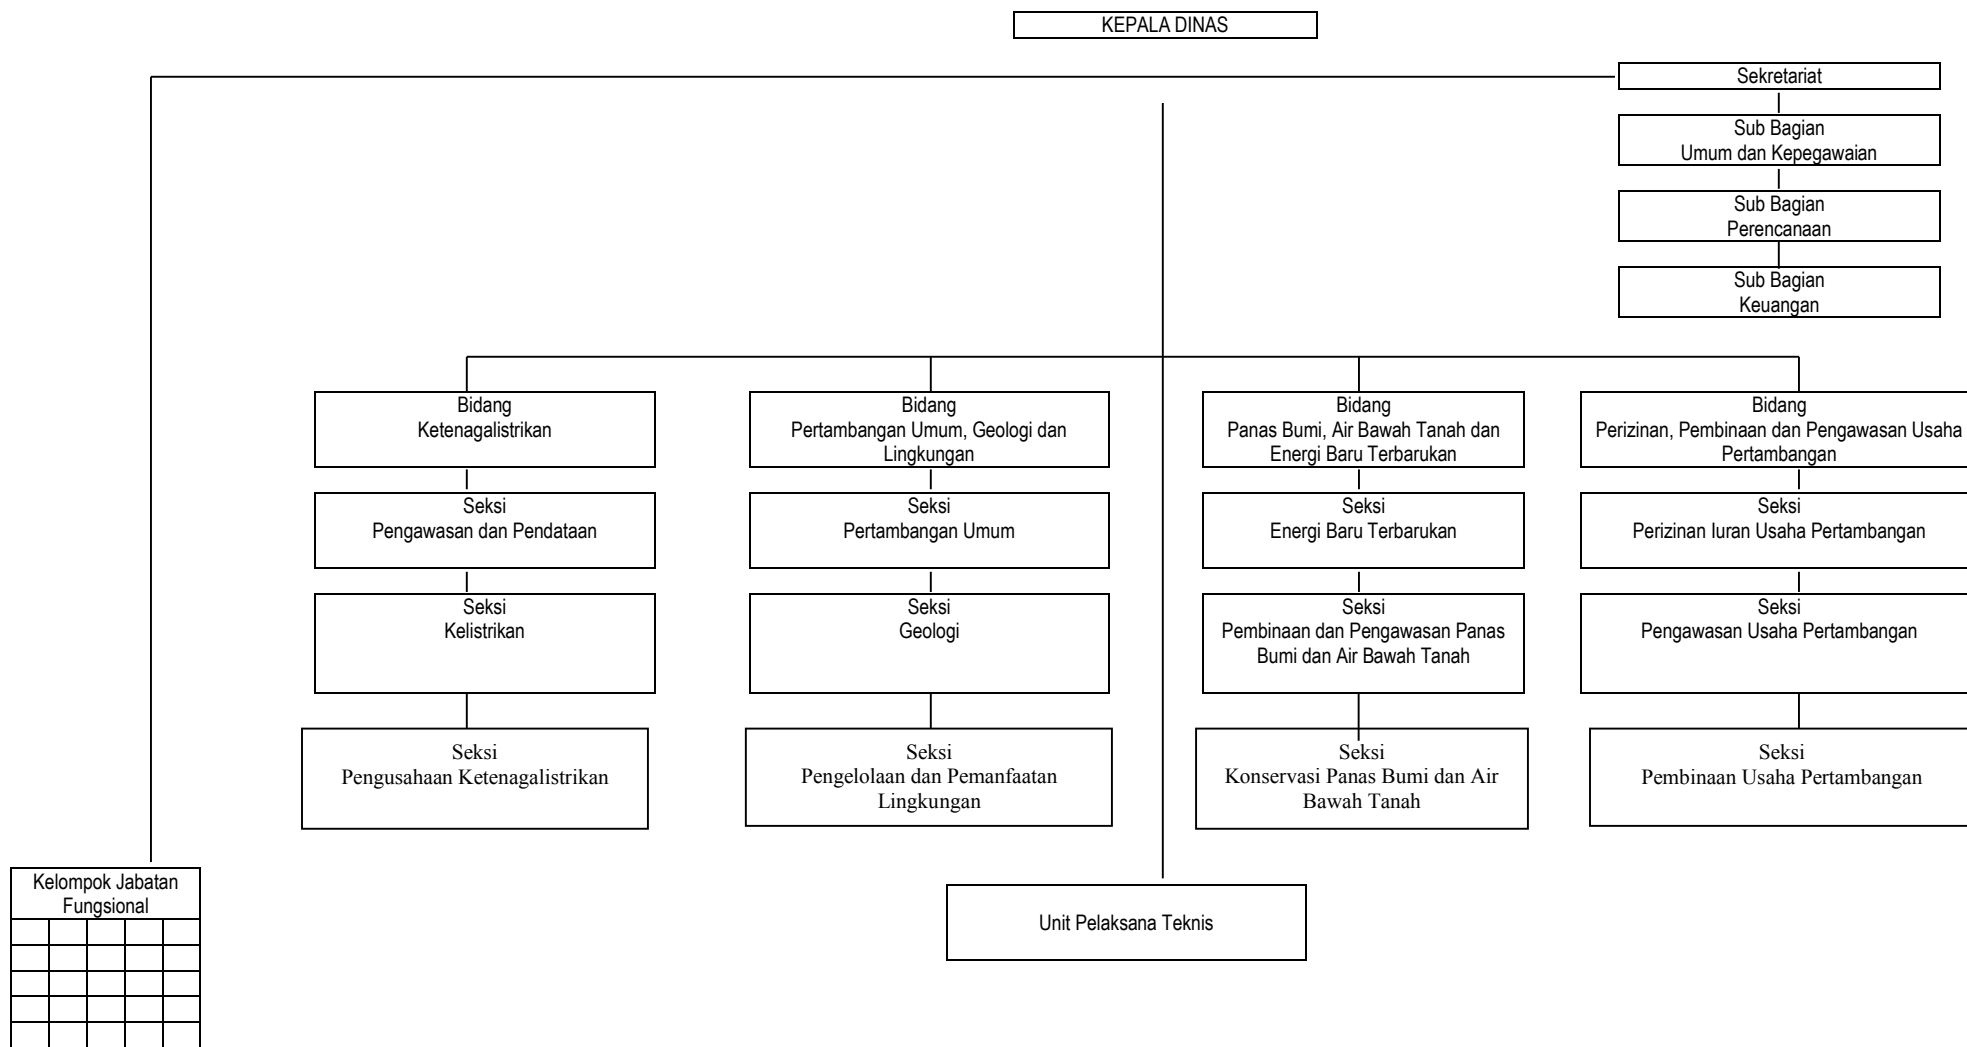 KEPALA DINAS
Sekretariat
Sub Bagian
Umum dan Kepegawaian
Sub Bagian
Perencanaan
Sub Bagian
Keuangan
Bidang
Ketenagalistrikan
Bidang
Pertambangan Umum, Geologi dan
Lingkungan
Bidang
Panas Bumi, Air Bawah Tanah dan
Energi Baru Terbarukan
Bidang
Perizinan, Pembinaan dan Pengawasan Usaha
Pertambangan
Seksi
Pengawasan dan Pendataan
Seksi
Pertambangan Umum
Seksi
Energi Baru Terbarukan
Seksi
Perizinan Iuran Usaha Pertambangan
Seksi
Kelistrikan
Seksi
Geologi
Seksi
Pembinaan dan Pengawasan Panas
Bumi dan Air Bawah Tanah
Seksi
Pengawasan Usaha Pertambangan
Seksi
Pengusahaan Ketenagalistrikan
Seksi
Pengelolaan dan Pemanfaatan
Lingkungan
Seksi
Konservasi Panas Bumi dan Air
Bawah Tanah
Seksi
Pembinaan Usaha Pertambangan
Kelompok Jabatan
Fungsional
Unit Pelaksana Teknis